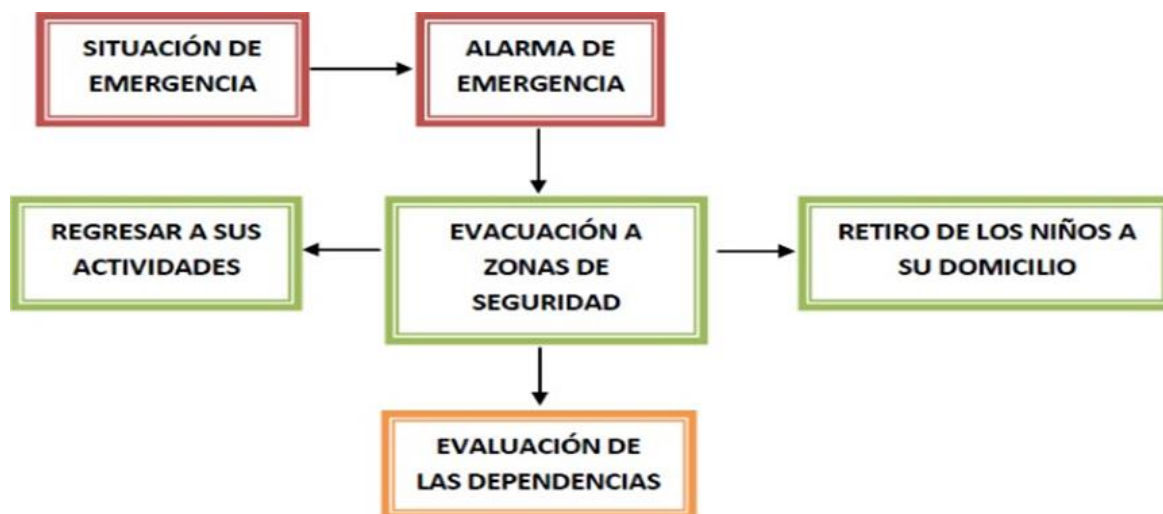 SITUACIÓN DE
EMERGENCIA
ALARMA DE
EMERGENCIA
REGRESAR A SUS
ACTIVIDADES
EVACUACIÓN A
ZONAS DE
SEGURIDAD
RETIRO DE LOS NIÑOS A
SU DOMICILIO
EVALUACIÓN DE
LAS DEPENDENCIAS